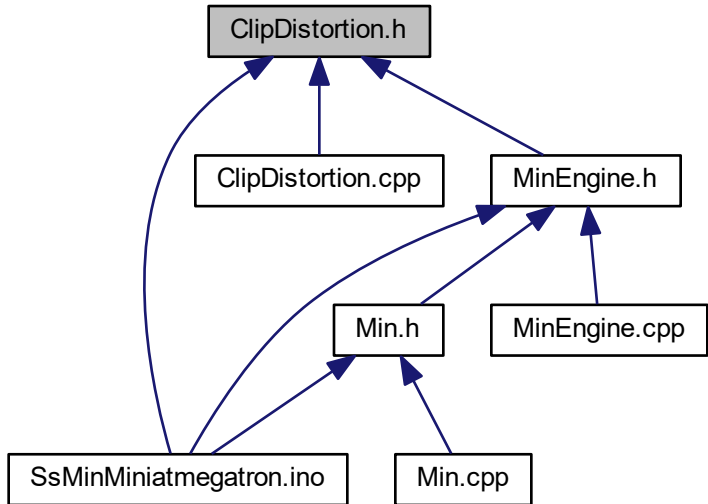 ClipDistortion.h
ClipDistortion.cpp
MinEngine.h
Min.h
MinEngine.cpp
SsMinMiniatmegatron.ino
Min.cpp